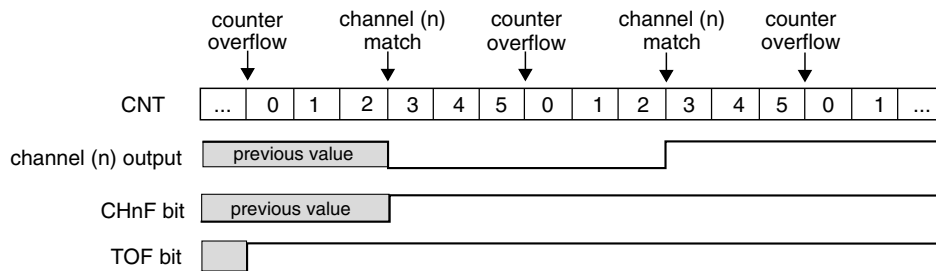 counter overflow
channel (n) match
counter overflow
channel (n) match
counter overflow
CNT ... 0 1 2 3 4 5 0 1 2 3 4 5 0 1 ...
channel (n) output previous value
CHnF bit previous value
TOF bit